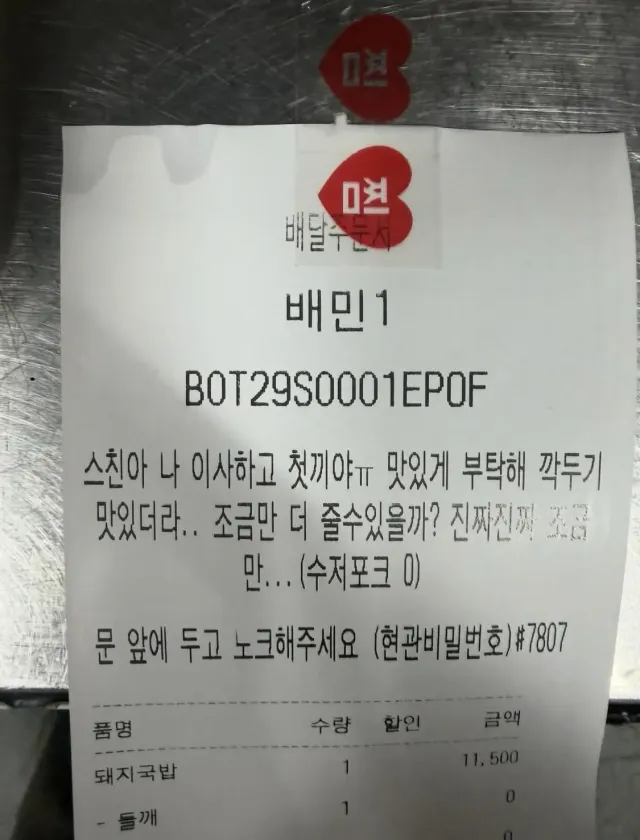 찜
찜
배달주문서
배민1
B0T29S0001EP0F
스친아 나 이사하고 첫끼야ㅠ 맛있게 부탁해 깍두기
맛있더라.. 조금만 더 줄수있을까? 진짜진짜 조금
만...(수저포크 O)
문 앞에 두고 노크해주세요 (현관비밀번호)#7807
품명 수량 할인 금액
돼지국밥 1 11,500
- 들깨 1 0
0